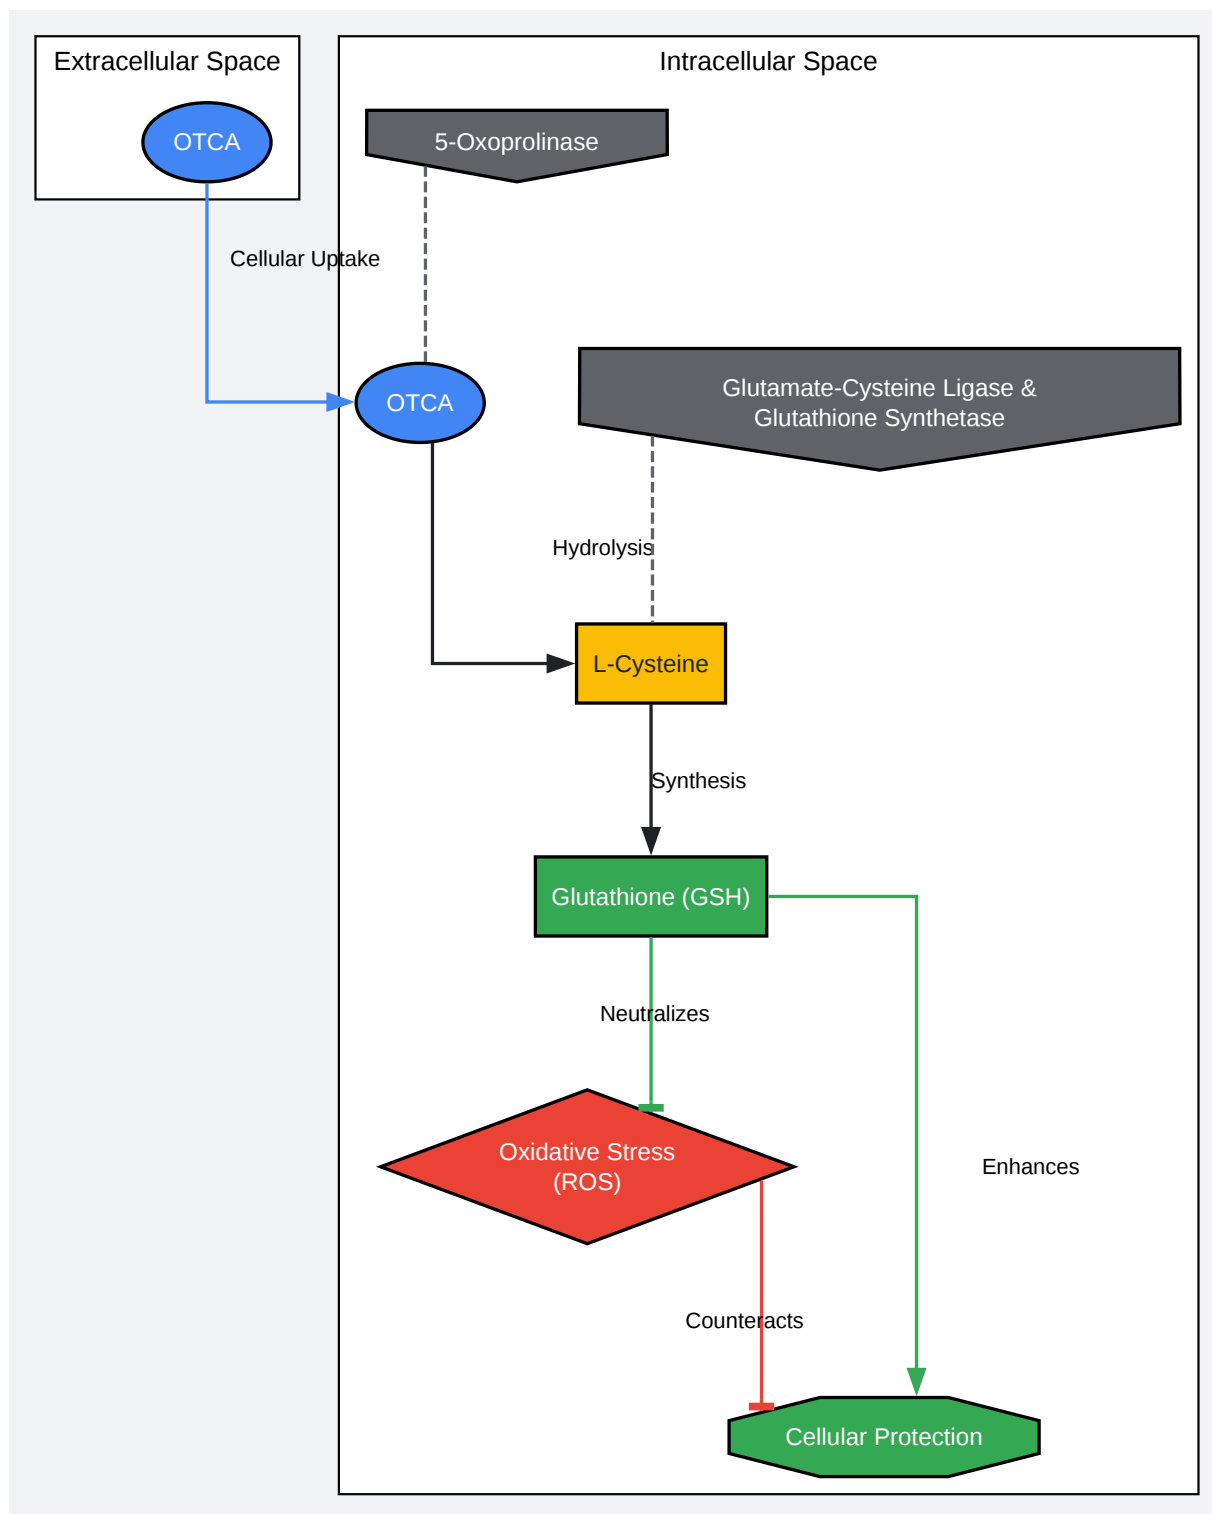 Extracellular Space
Intracellular Space
OTCA
5-Oxoprolinase
Cellular Uptake
OTCA
Glutamate-Cysteine Ligase &
Glutathione Synthetase
Hydrolysis
L-Cysteine
Synthesis
Glutathione (GSH)
Neutralizes
Oxidative Stress
(ROS)
Enhances
Counteracts
Cellular Protection